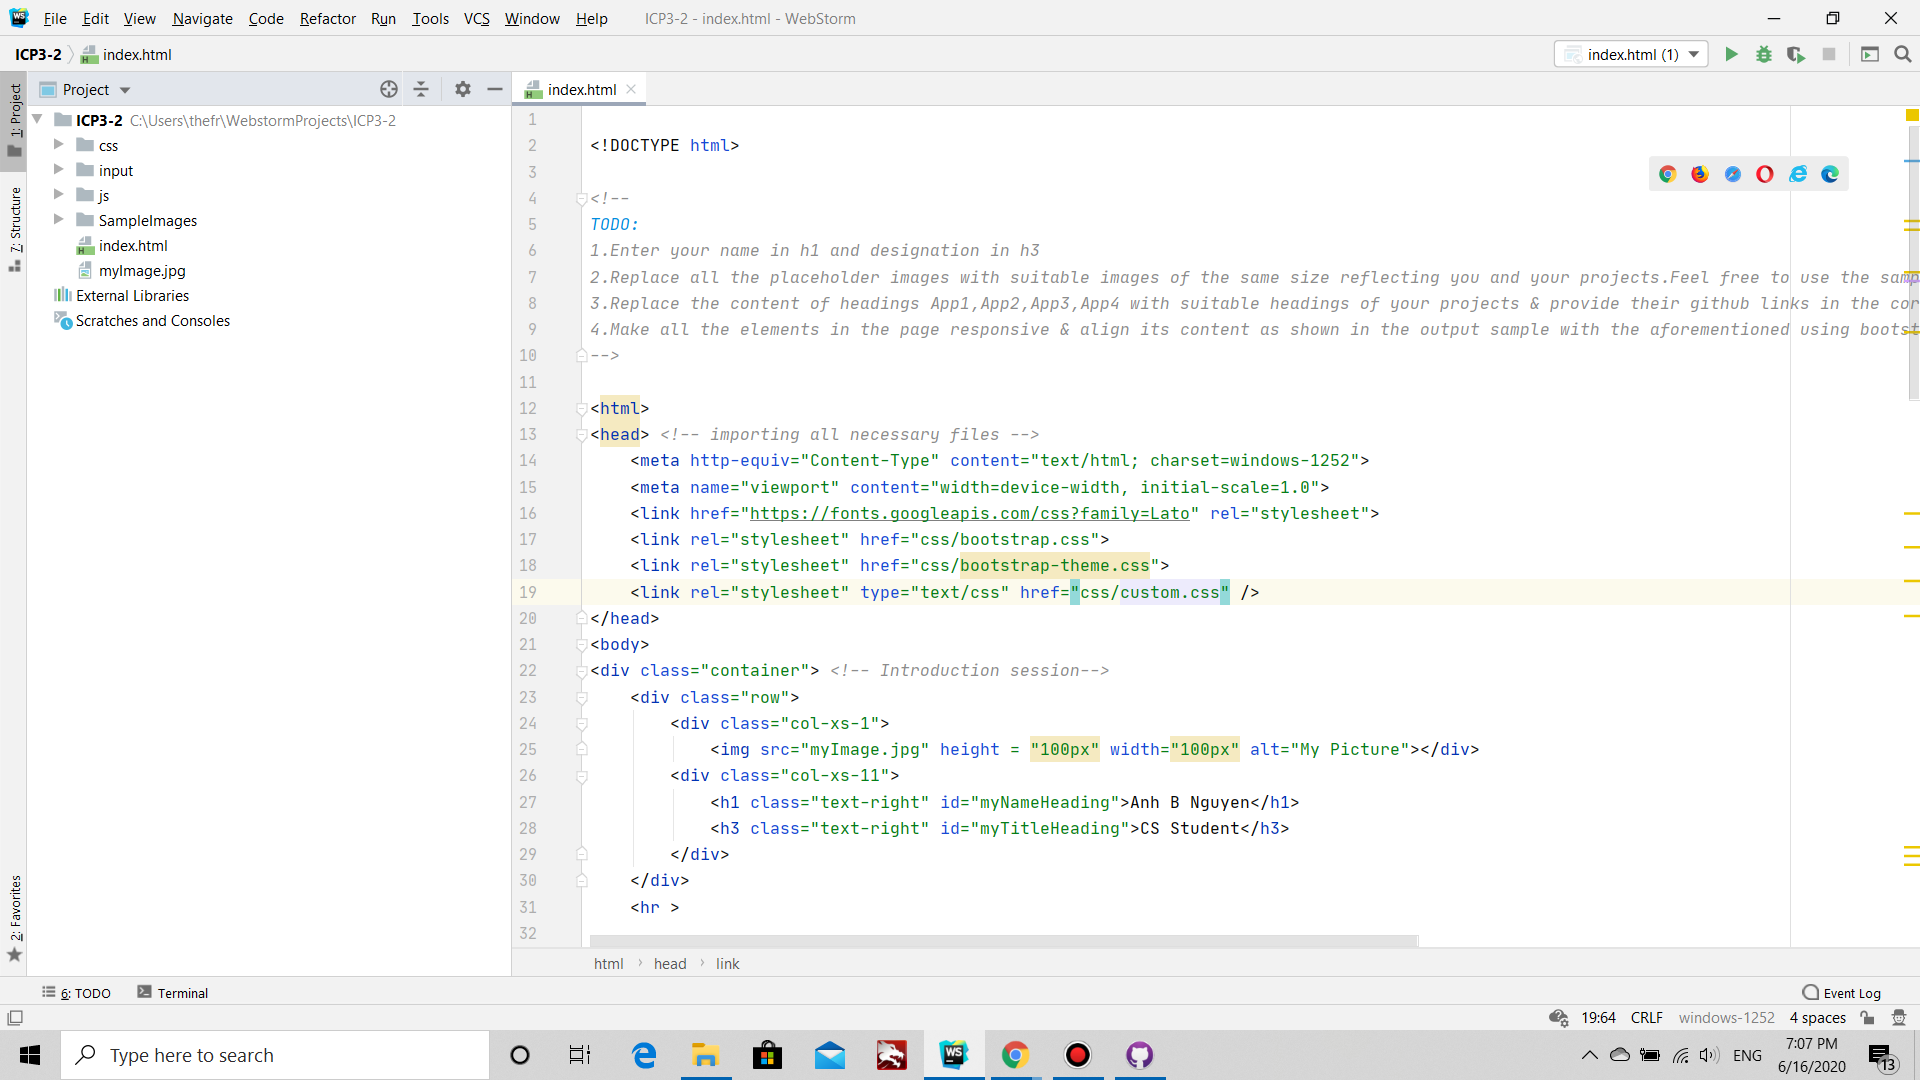 File Edit View Navigate Code Refactor Run Tools VCS Window Help ICP3-2 - index.html - WebStorm
ICP3-2 index.html
index.html (1)
Project
index.html
1: Project
7: Structure
2: Favorites
ICP3-2 C:\Users\thefr\WebstormProjects\ICP3-2
css
input
js
SampleImages
index.html
myImage.jpg
External Libraries
Scratches and Consoles
1
2 <!DOCTYPE html>
3
4 <!--
5 TODO:
6 1.Enter your name in h1 and designation in h3
7 2.Replace all the placeholder images with suitable images of the same size reflecting you and your projects.Feel free to use the samp
8 3.Replace the content of headings App1,App2,App3,App4 with suitable headings of your projects & provide their github links in the cor
9 4.Make all the elements in the page responsive & align its content as shown in the output sample with the aforementioned using bootst
10 -->
11
12 <html>
13 <head> <!-- importing all necessary files -->
14 <meta http-equiv="Content-Type" content="text/html; charset=windows-1252">
15 <meta name="viewport" content="width=device-width, initial-scale=1.0">
16 <link href="https://fonts.googleapis.com/css?family=Lato" rel="stylesheet">
17 <link rel="stylesheet" href="css/bootstrap.css">
18 <link rel="stylesheet" href="css/bootstrap-theme.css">
19 <link rel="stylesheet" type="text/css" href="css/custom.css" />
20 </head>
21 <body>
22 <div class="container"> <!-- Introduction session-->
23 <div class="row">
24 <div class="col-xs-1">
25 <img src="myImage.jpg" height = "100px" width="100px" alt="My Picture"></div>
26 <div class="col-xs-11">
27 <h1 class="text-right" id="myNameHeading">Anh B Nguyen</h1>
28 <h3 class="text-right" id="myTitleHeading">CS Student</h3>
29 </div>
30 </div>
31 <hr >
32
html head link
6: TODO Terminal Event Log
19:64 CRLF windows-1252 4 spaces
Type here to search
WS
ENG
7:07 PM
6/16/2020
13